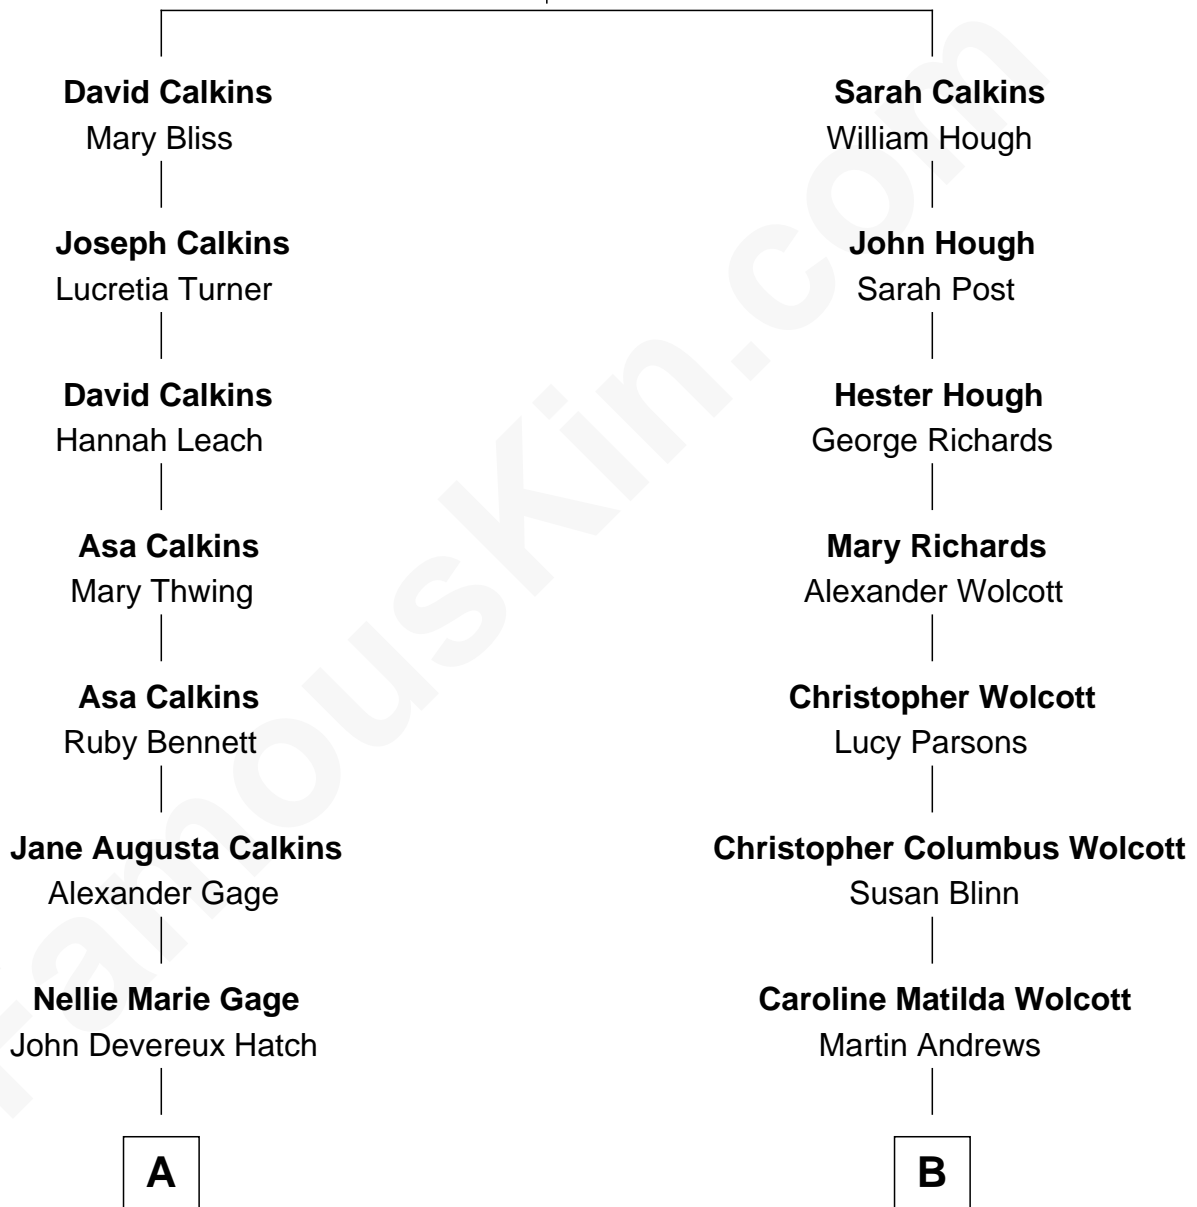 David Calkins
Mary Bliss
Joseph Calkins
Lucretia Turner
David Calkins
Hannah Leach
Asa Calkins
Mary Thwing
Asa Calkins
Ruby Bennett
Jane Augusta Calkins
Alexander Gage
Nellie Marie Gage
John Devereux Hatch
A
Sarah Calkins
William Hough
John Hough
Sarah Post
Hester Hough
George Richards
Mary Richards
Alexander Wolcott
Christopher Wolcott
Lucy Parsons
Christopher Columbus Wolcott
Susan Blinn
Caroline Matilda Wolcott
Martin Andrews
B
FamousKin.com